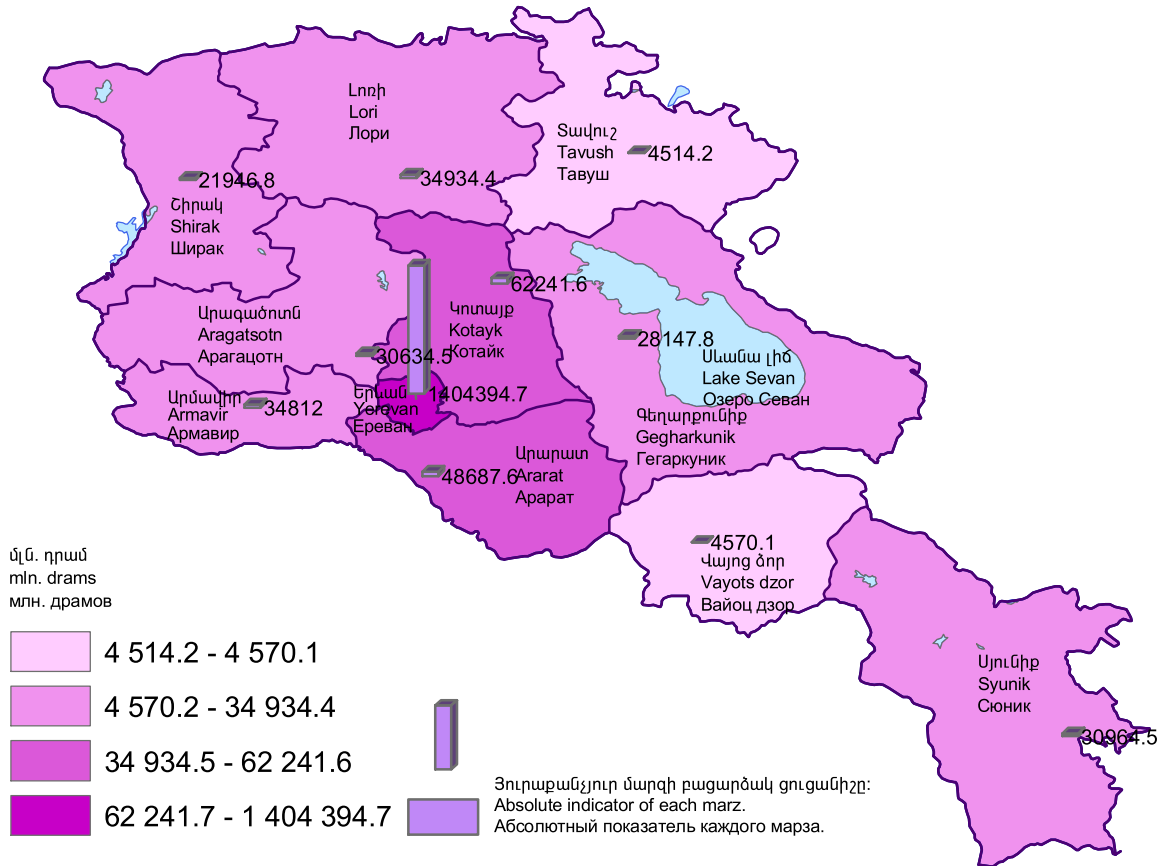 Լոռի
Lori
Лори
34934.4
Տավուշ
Tavush
Тавуш
4514.2
21946.8
Շիրակ
Shirak
Ширак
62241.6
Կոտայք
Kotayk
Котайк
Արագածոտն
Aragatsotn
Арагацотн
30634.5
28147.8
Սևանա լիճ
Lake Sevan
Озеро Севан
Գեղարքունիք
Gegharkunik
Гегаркуник
Արմավիր
Armavir
Армавир
34812
Երևան
Yerevan
Ереван
1404394.7
48687.6
Արարատ
Ararat
Арарат
4570.1
Վայոց ձոր
Vayots dzor
Вайоц дзор
Սյունիք
Syunik
Сюник
30964.5
մլն. դրամ
mln. drams
млн. драмов
4 514.2 - 4 570.1
4 570.2 - 34 934.4
34 934.5 - 62 241.6
62 241.7 - 1 404 394.7
Յուրաքանչյուր մարզի բացարձակ ցուցանիշը:
Absolute indicator of each marz.
Абсолютный показатель каждого марза.